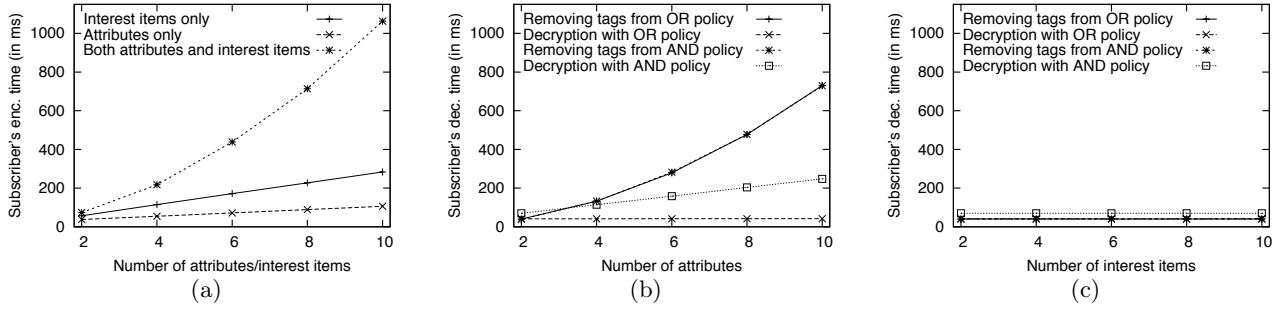 Subscriber's enc. time (in ms)
1000
800
600
400
200
0
2 4 6 8 10
Number of attributes/interest items
Interest items only
Attributes only
Both attributes and interest items
(a)
Subscriber's dec. time (in ms)
1000
800
600
400
200
0
2 4 6 8 10
Number of attributes
Removing tags from OR policy
Decryption with OR policy
Removing tags from AND policy
Decryption with AND policy
(b)
Subscriber's dec. time (in ms)
1000
800
600
400
200
0
2 4 6 8 10
Number of interest items
Removing tags from OR policy
Decryption with OR policy
Removing tags from AND policy
Decryption with AND policy
(c)